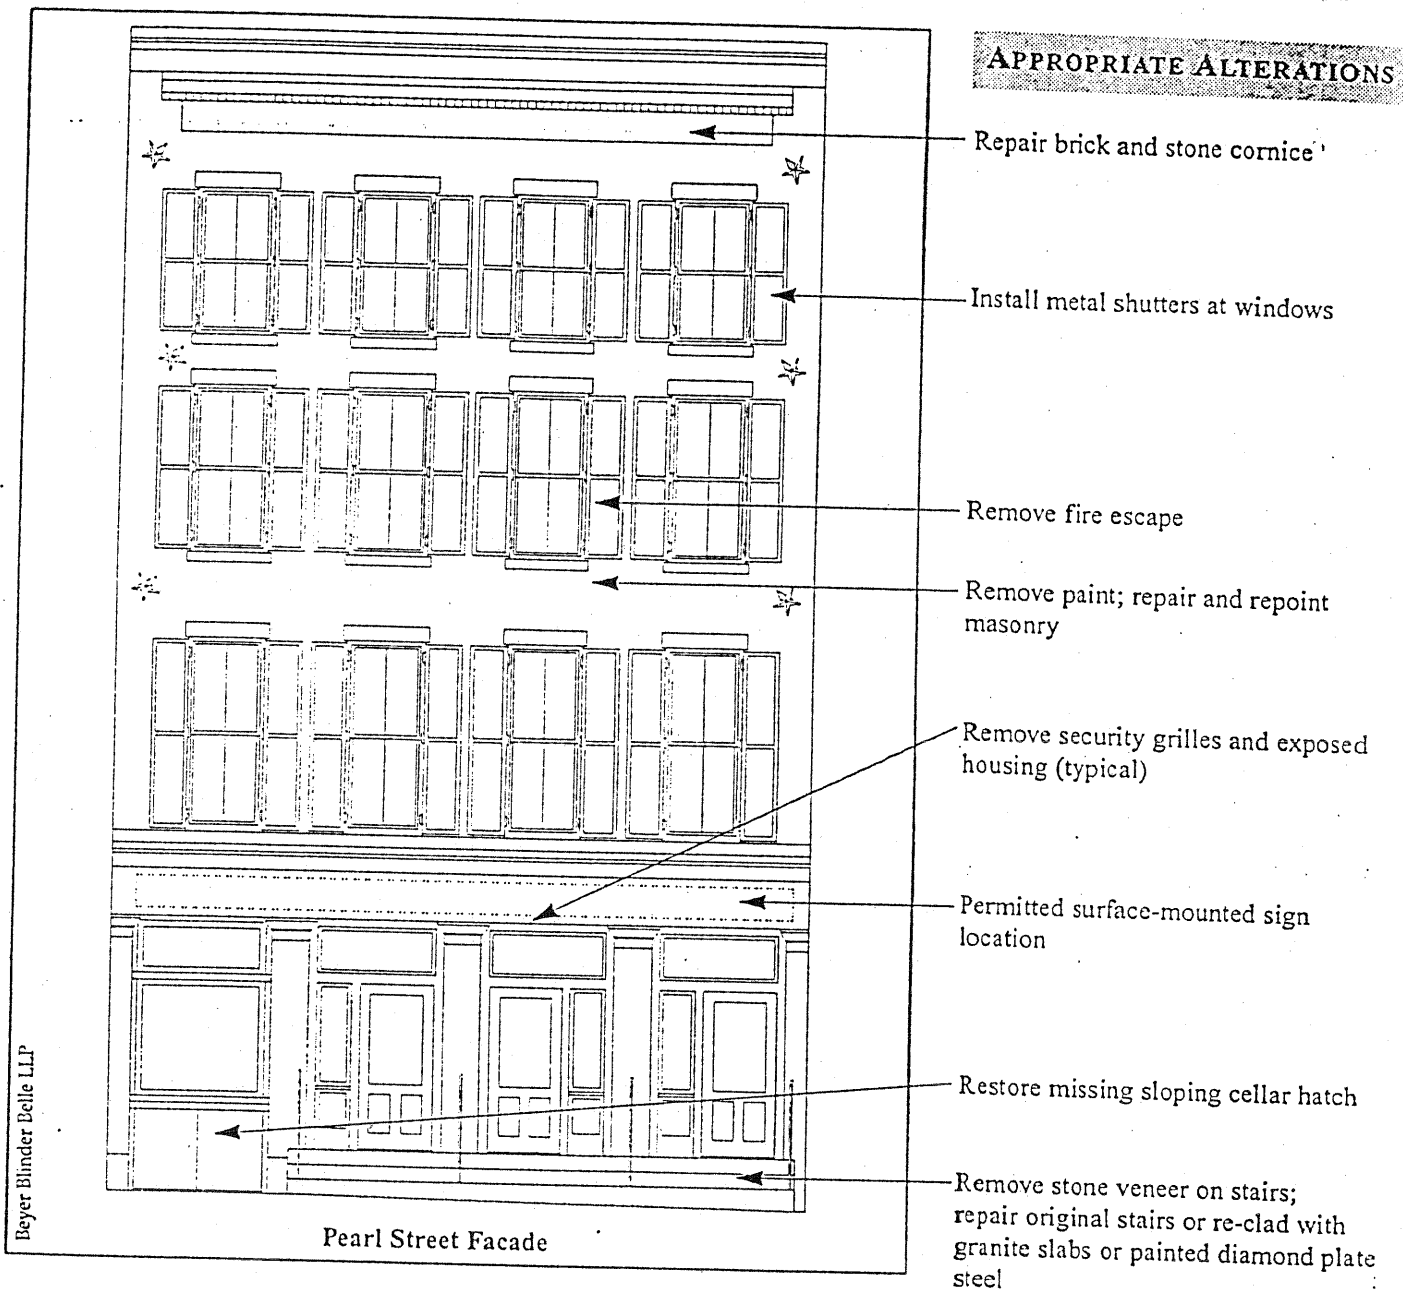 APPROPRIATE ALTERATIONS
Repair brick and stone cornice
Install metal shutters at windows
Remove fire escape
Remove paint; repair and repoint
masonry
Remove security grilles and exposed
housing (typical)
Permitted surface-mounted sign
location
Restore missing sloping cellar hatch
Remove stone veneer on stairs;
repair original stairs or re-clad with
granite slabs or painted diamond plate
steel
Pearl Street Facade
Beyer Blinder Belle LLP